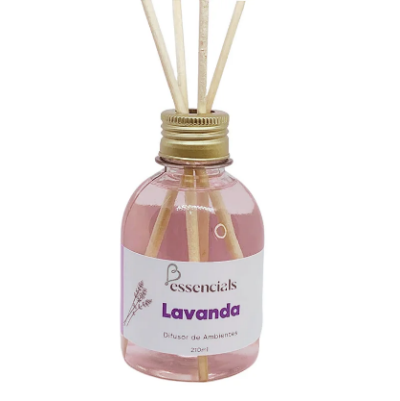 B
essencials
Lavanda
Difusor de Ambientes
210ml